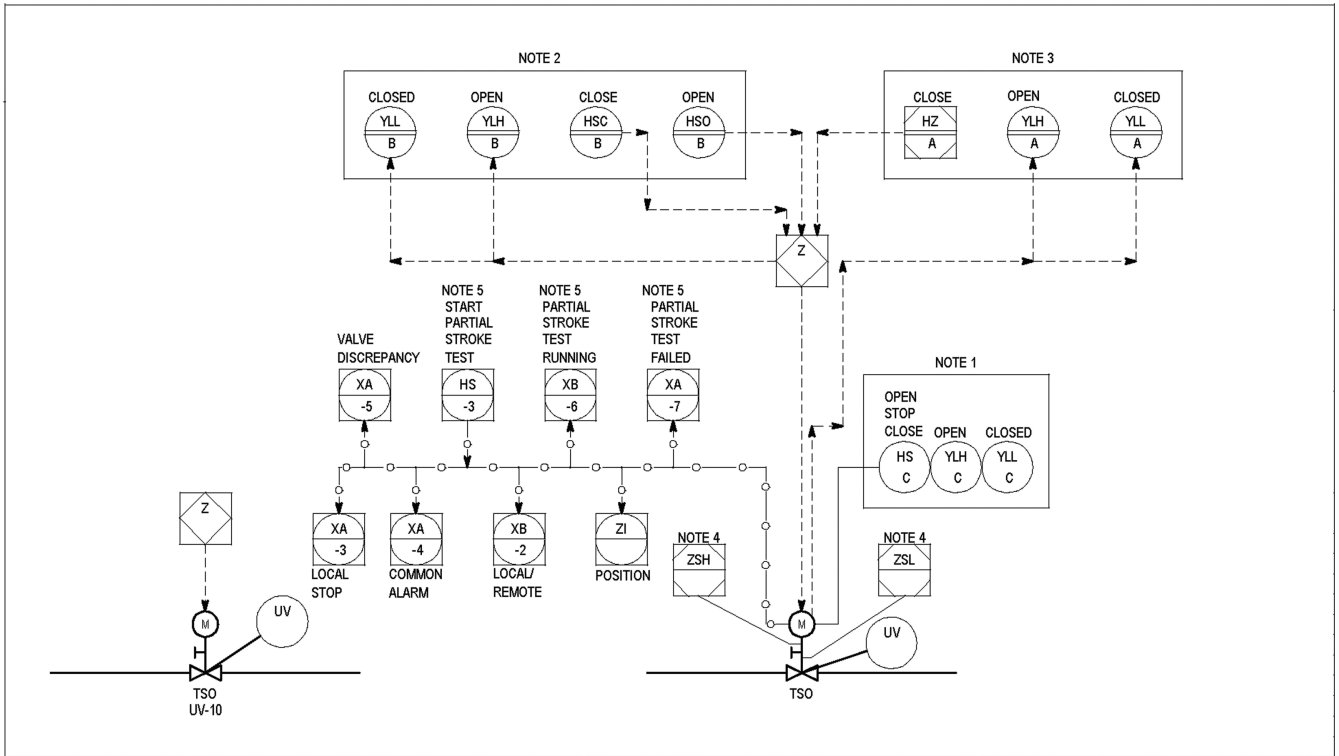 NOTE 2
NOTE 3
CLOSED
OPEN
CLOSE
OPEN
CLOSE
OPEN
CLOSED
YLL
B
YLH
B
HSC
B
HSO
B
HZ
A
YLH
A
YLL
A
Z
VALVE
DISCREPANCY
NOTE 5
START
PARTIAL
STROKE
TEST
NOTE 5
PARTIAL
STROKE
TEST
RUNNING
NOTE 5
PARTIAL
STROKE
TEST
FAILED
XA
-5
HS
-3
XB
-6
XA
-7
NOTE 1
OPEN
STOP
CLOSE
OPEN
CLOSED
HS
C
YLH
C
YLL
C
XA
-3
LOCAL
STOP
XA
-4
COMMON
ALARM
XB
-2
LOCAL/
REMOTE
ZI
POSITION
NOTE 4
ZSH
NOTE 4
ZSL
Z
M
UV
TSO
UV-10
M
UV
TSO